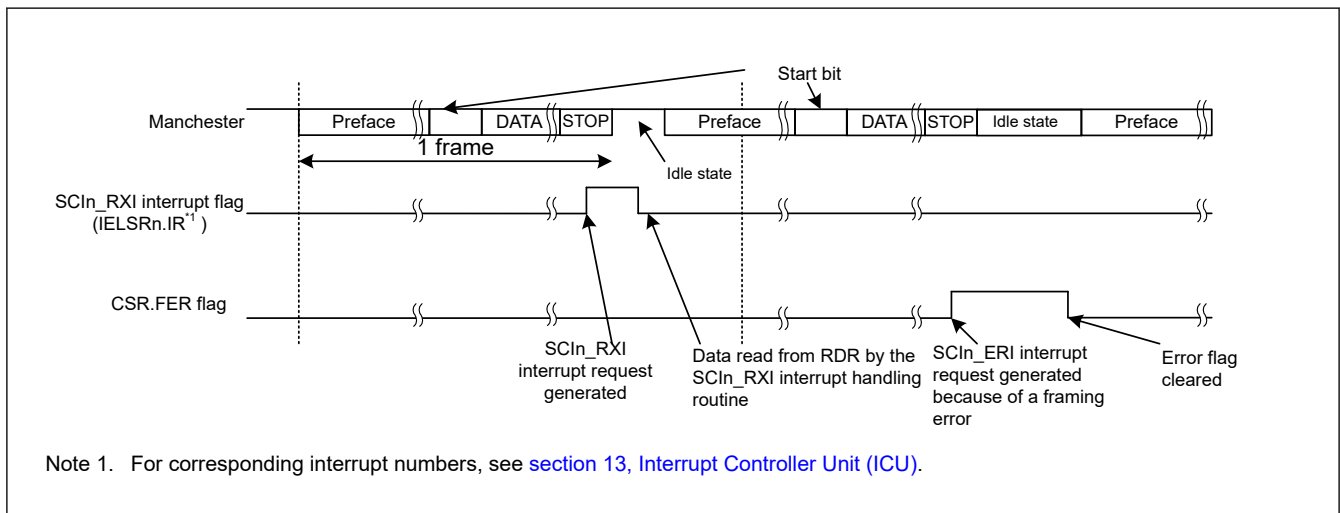 Start bit
Manchester
Preface
DATA
STOP
Preface
DATA
STOP
Idle state
Preface
1 frame
Idle state
SCIn_RXI interrupt flag
(IELSRn.IR*1 )
CSR.FER flag
SCIn_RXI
interrupt request
generated
Data read from RDR by the
SCIn_RXI interrupt handling
routine
SCIn_ERI interrupt
request generated
because of a framing
error
Error flag
cleared
Note 1. For corresponding interrupt numbers, see section 13, Interrupt Controller Unit (ICU).